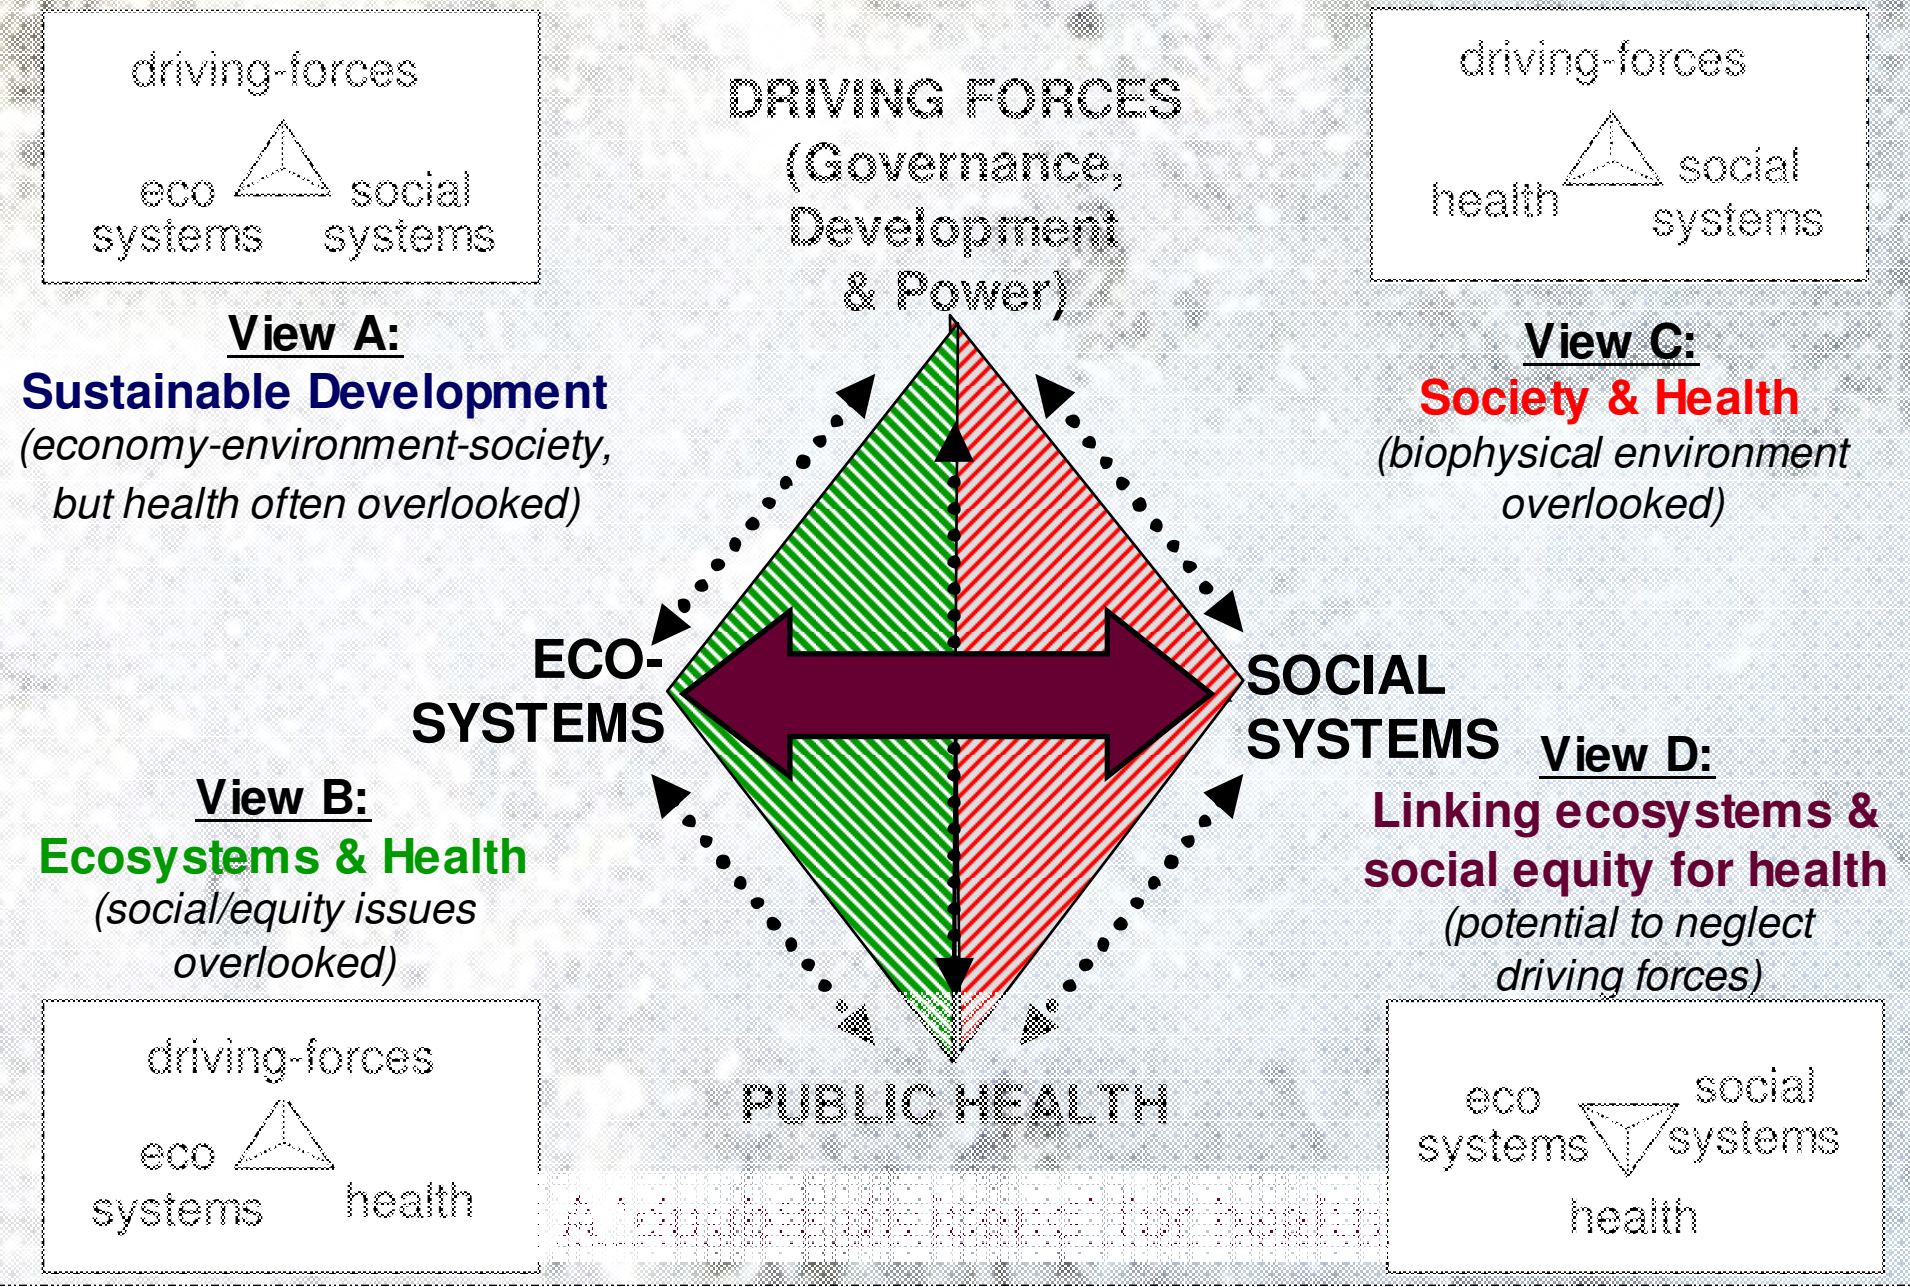 driving-forces
eco social
systems systems
View A:
Sustainable Development
(economy-environment-society,
but health often overlooked)
DRIVING FORCES
(Governance,
Development
& Power)
driving-forces
health social
systems
View C:
Society & Health
(biophysical environment
overlooked)
ECO-
SYSTEMS
SOCIAL
SYSTEMS
View B:
Ecosystems & Health
(social/equity issues
overlooked)
driving-forces
eco
systems health
View D:
Linking ecosystems &
social equity for health
(potential to neglect
driving forces)
eco social
systems systems
health
PUBLIC HEALTH
for